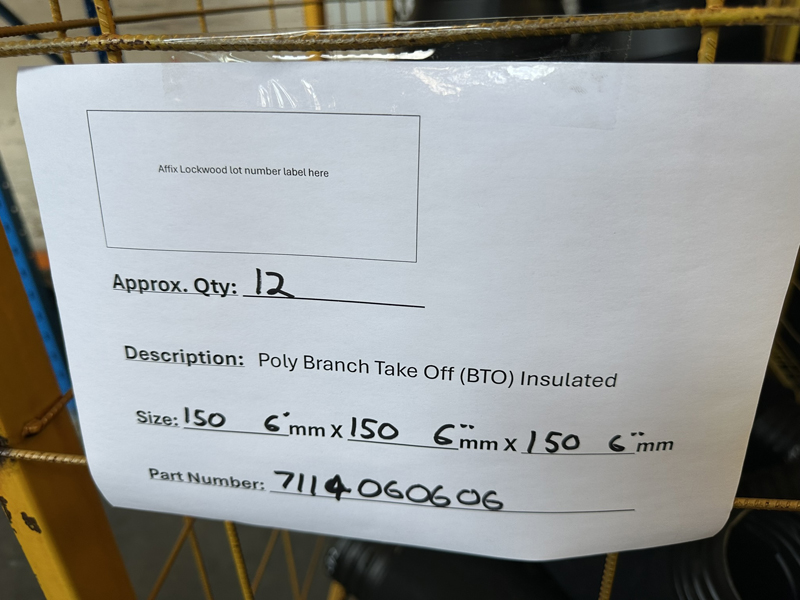 Affix Lockwood lot number label here
Approx. Qty: 12
Description: Poly Branch Take Off (BTO) Insulated
Size: 150 6" mm X 150 6" mm X 150 6" mm
Part Number: 7114060606